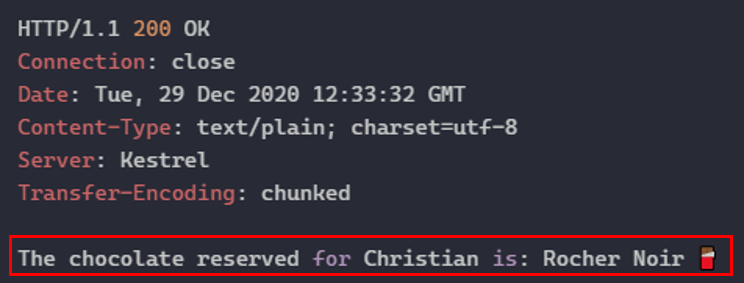 HTTP/1.1 200 OK
Connection: close
Date: Tue, 29 Dec 2020 12:33:32 GMT
Content-Type: text/plain; charset=utf-8
Server: Kestrel
Transfer-Encoding: chunked
The chocolate reserved for Christian is: Rocher Noir 🍫